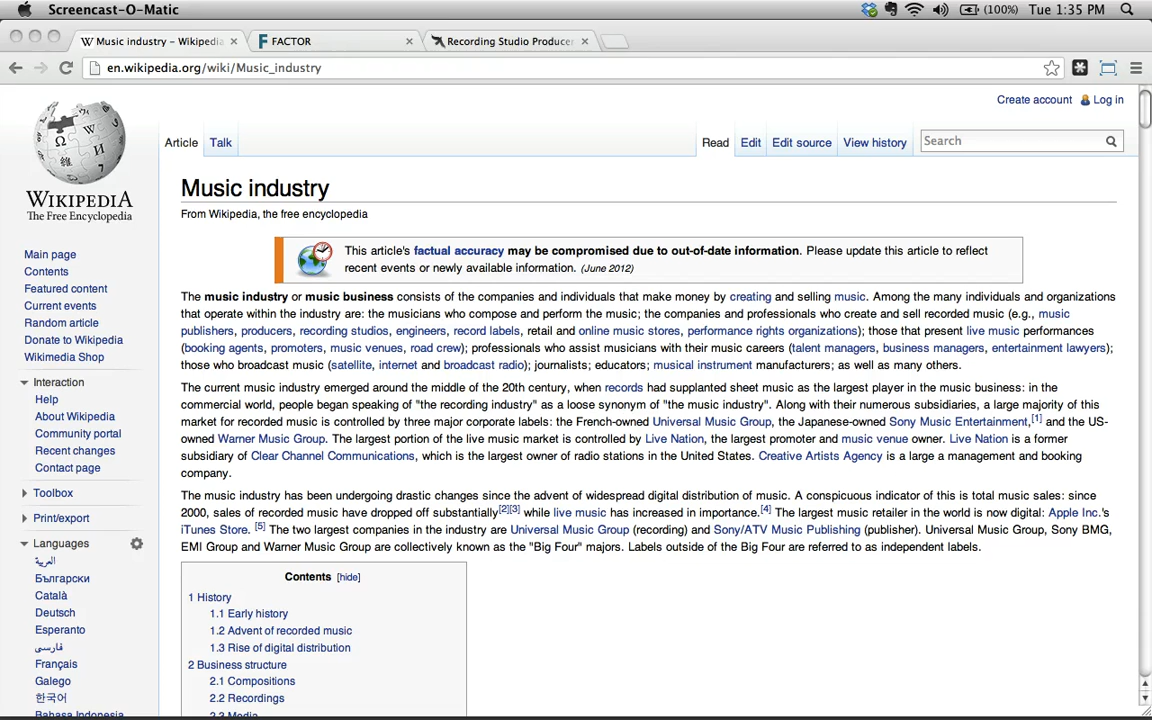 Screencast-O-Matic
(100%) Tue 1:35 PM
Music industry – Wikipedia
FACTOR
Recording Studio Producer
en.wikipedia.org/wiki/Music_industry
Create account Log in
Article Talk
Read Edit Edit source View history Search
WIKIPEDIA
The Free Encyclopedia
Main page
Contents
Featured content
Current events
Random article
Donate to Wikipedia
Wikimedia Shop
Interaction
Help
About Wikipedia
Community portal
Recent changes
Contact page
Toolbox
Print/export
Languages
العربية
Български
Català
Deutsch
Esperanto
فارسی
Français
Galego
한국어
Bahasa Indonesia
Music industry
From Wikipedia, the free encyclopedia
This article's factual accuracy may be compromised due to out-of-date information. Please update this article to reflect
recent events or newly available information. (June 2012)
The music industry or music business consists of the companies and individuals that make money by creating and selling music. Among the many individuals and organizations
that operate within the industry are: the musicians who compose and perform the music; the companies and professionals who create and sell recorded music (e.g., music
publishers, producers, recording studios, engineers, record labels, retail and online music stores, performance rights organizations); those that present live music performances
(booking agents, promoters, music venues, road crew); professionals who assist musicians with their music careers (talent managers, business managers, entertainment lawyers);
those who broadcast music (satellite, internet and broadcast radio); journalists; educators; musical instrument manufacturers; as well as many others.
The current music industry emerged around the middle of the 20th century, when records had supplanted sheet music as the largest player in the music business: in the
commercial world, people began speaking of "the recording industry" as a loose synonym of "the music industry". Along with their numerous subsidiaries, a large majority of this
market for recorded music is controlled by three major corporate labels: the French-owned Universal Music Group, the Japanese-owned Sony Music Entertainment,[1] and the US-
owned Warner Music Group. The largest portion of the live music market is controlled by Live Nation, the largest promoter and music venue owner. Live Nation is a former
subsidiary of Clear Channel Communications, which is the largest owner of radio stations in the United States. Creative Artists Agency is a large a management and booking
company.
The music industry has been undergoing drastic changes since the advent of widespread digital distribution of music. A conspicuous indicator of this is total music sales: since
2000, sales of recorded music have dropped off substantially[2][3] while live music has increased in importance.[4] The largest music retailer in the world is now digital: Apple Inc.'s
iTunes Store. [5] The two largest companies in the industry are Universal Music Group (recording) and Sony/ATV Music Publishing (publisher). Universal Music Group, Sony BMG,
EMI Group and Warner Music Group are collectively known as the "Big Four" majors. Labels outside of the Big Four are referred to as independent labels.
Contents [hide]
1 History
1.1 Early history
1.2 Advent of recorded music
1.3 Rise of digital distribution
2 Business structure
2.1 Compositions
2.2 Recordings
2.3 Media